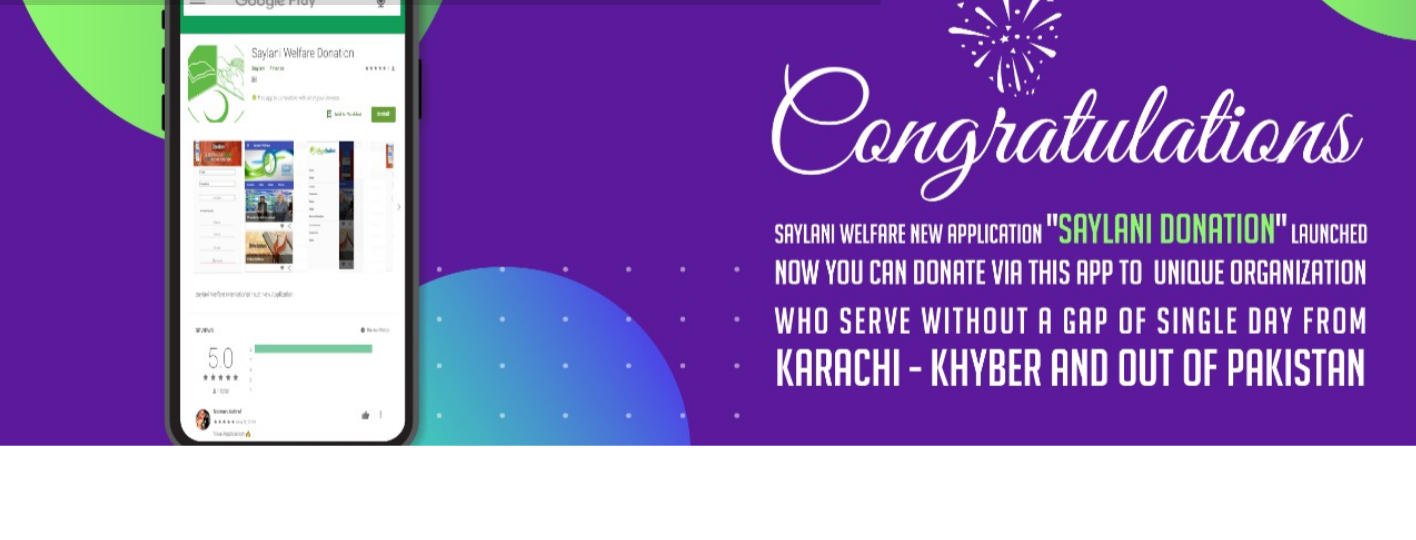 Google Play
Saylani Welfare Donation
Install
REVIEWS
5.0
Congratulations
SAYLANI WELFARE NEW APPLICATION "SAYLANI DONATION" LAUNCHED
NOW YOU CAN DONATE VIA THIS APP TO UNIQUE ORGANIZATION
WHO SERVE WITHOUT A GAP OF SINGLE DAY FROM
KARACHI - KHYBER AND OUT OF PAKISTAN